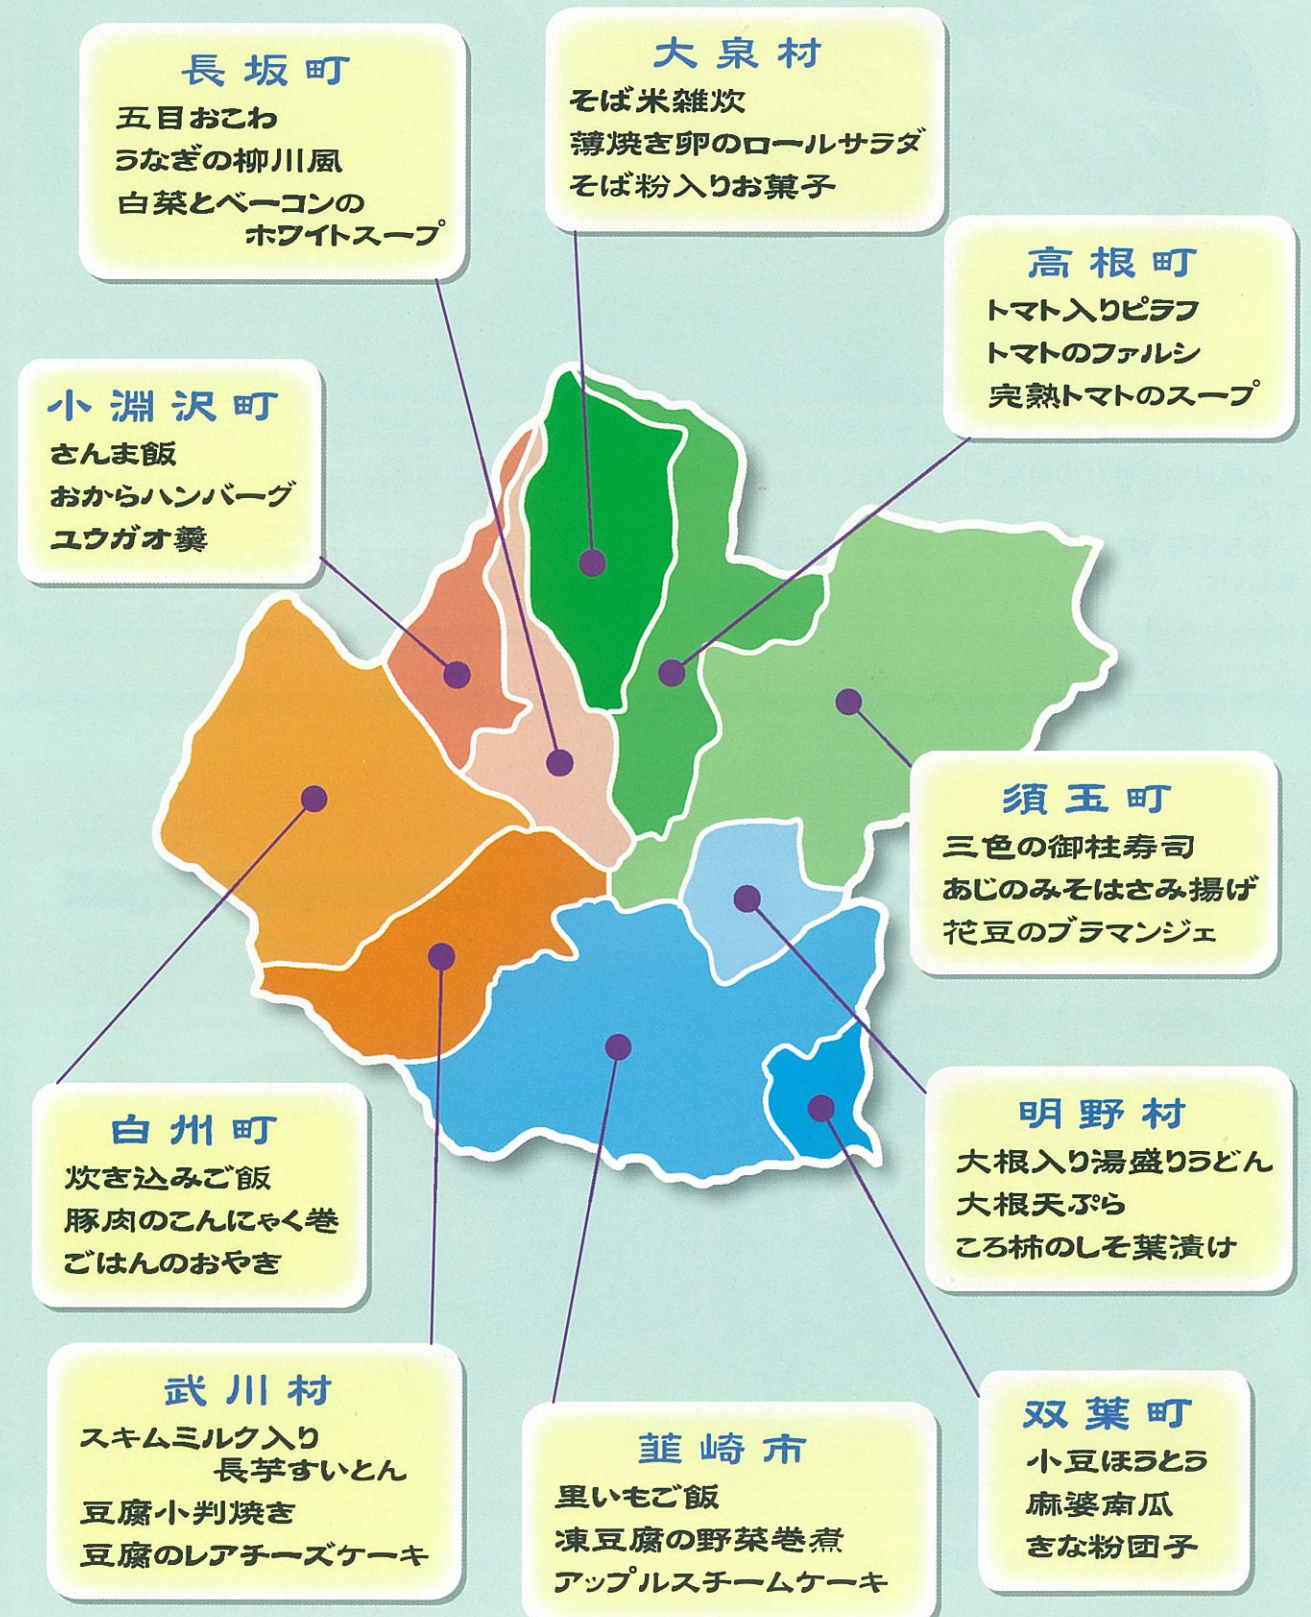 長坂町
五目おこわ
うなぎの柳川風
白菜とベーコンの
ホワイトスープ
大泉村
そば米雑炊
薄焼き卵のロールサラダ
そば粉入りお菓子
高根町
トマト入りピラフ
トマトのファルシ
完熟トマトのスープ
小淵沢町
さんま飯
おからハンバーグ
ユウガオ羹
須玉町
三色の御柱寿司
あじのみそはさみ揚げ
花豆のブラマンジェ
白州町
炊き込みご飯
豚肉のこんにゃく巻
ごはんのおやき
明野村
大根入り湯盛りうどん
大根天ぷら
ころ柿のしそ葉漬け
武川村
スキムミルク入り
長芋すいとん
豆腐小判焼き
豆腐のレアチーズケーキ
韮崎市
里いもご飯
凍豆腐の野菜巻煮
アップルスチームケーキ
双葉町
小豆ほうとう
麻婆南瓜
きな粉団子